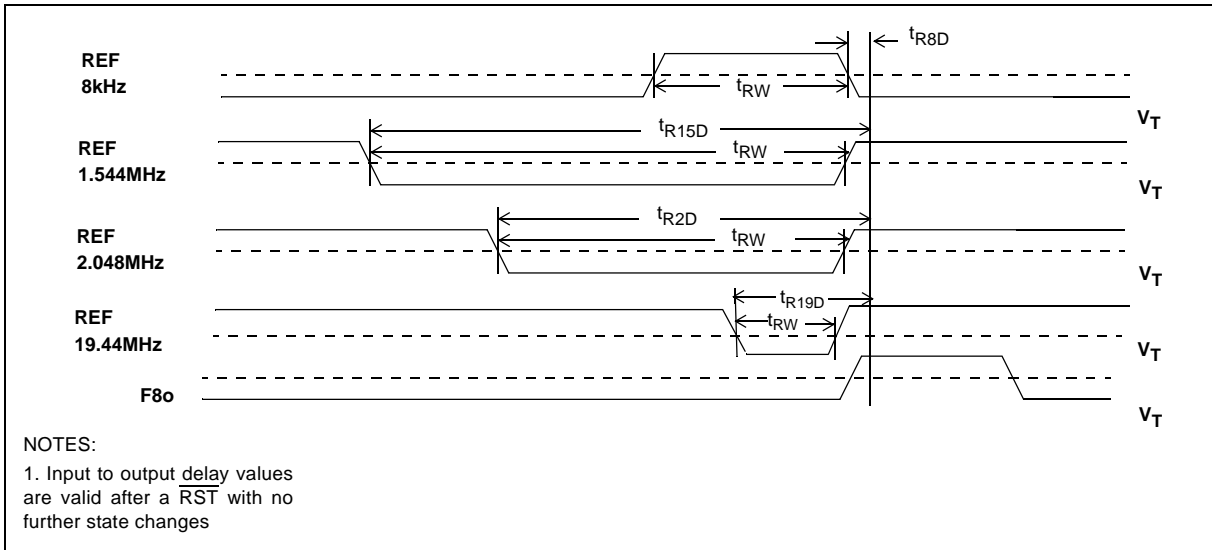 tR8D
REF
8kHz
tRW
VT
tR15D
REF
1.544MHz
tRW
VT
tR2D
REF
2.048MHz
tRW
VT
tR19D
REF
19.44MHz
tRW
VT
F8o
VT
NOTES:
1. Input to output delay values
are valid after a RST with no
further state changes